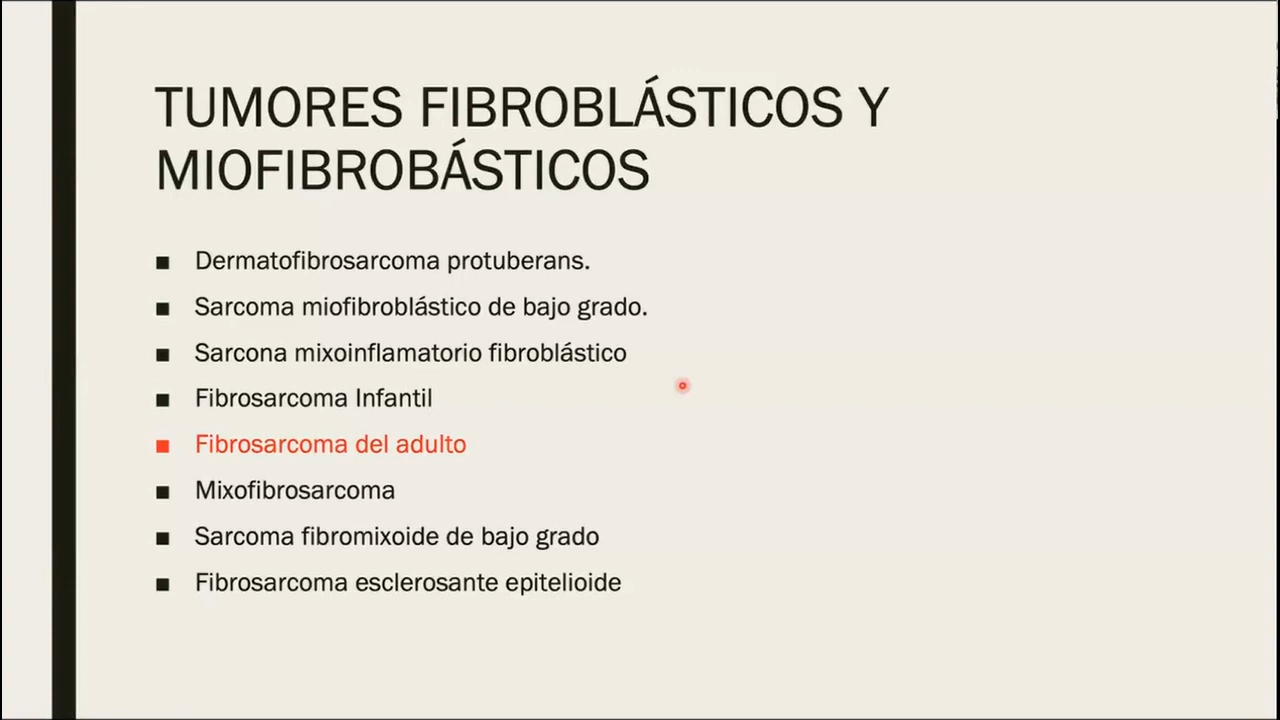 TUMORES FIBROBLÁSTICOS Y
MIOFIBROBÁSTICOS
Dermatofibrosarcoma protuberans.
Sarcoma miofibroblástico de bajo grado.
Sarcona mixoinflamatorio fibroblástico
Fibrosarcoma Infantil
Fibrosarcoma del adulto
Mixofibrosarcoma
Sarcoma fibromixoide de bajo grado
Fibrosarcoma esclerosante epitelioide